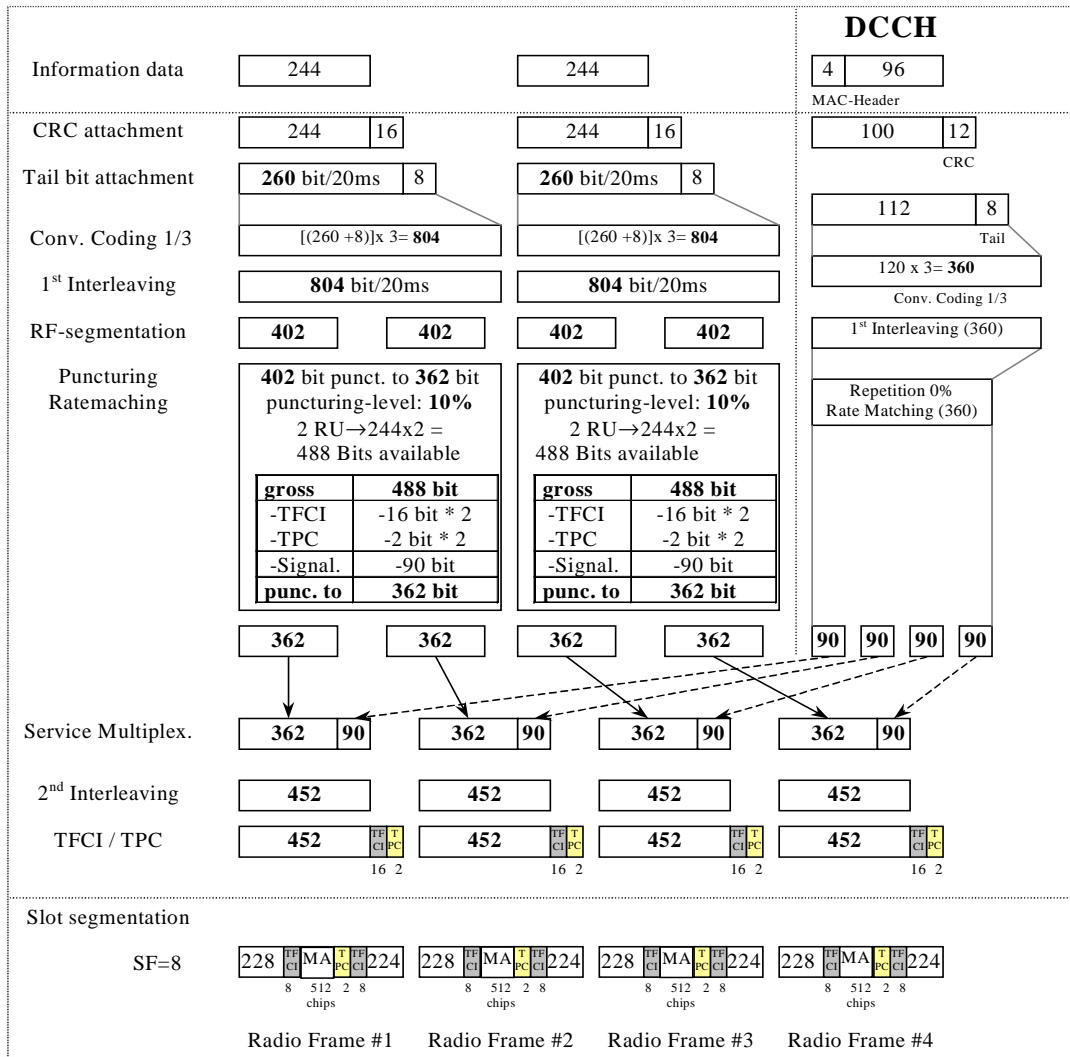 DCCH
Information data 244 244 4 96
MAC-Header
CRC attachment 244 16 244 16 100 12
CRC
Tail bit attachment 260 bit/20ms 8 260 bit/20ms 8
112 8
Tail
Conv. Coding 1/3 [(260 +8)]x 3= 804 [(260 +8)]x 3= 804
120 x 3= 360
Conv. Coding 1/3
1st Interleaving 804 bit/20ms 804 bit/20ms
RF-segmentation 402 402 402 402 1st Interleaving (360)
Puncturing
Ratemaching
402 bit punct. to 362 bit
puncturing-level: 10%
2 RU→244x2 =
488 Bits available
gross 488 bit
-TFCI -16 bit * 2
-TPC -2 bit * 2
-Signal. -90 bit
punc. to 362 bit
402 bit punct. to 362 bit
puncturing-level: 10%
2 RU→244x2 =
488 Bits available
gross 488 bit
-TFCI -16 bit * 2
-TPC -2 bit * 2
-Signal. -90 bit
punc. to 362 bit
Repetition 0%
Rate Matching (360)
362 362 362 362 90 90 90 90
Service Multiplex. 362 90 362 90 362 90 362 90
2nd Interleaving 452 452 452 452
TFCI / TPC 452 TF CI T PC 452 TF CI T PC 452 TF CI T PC 452 TF CI T PC
16 2 16 2 16 2 16 2
Slot segmentation
SF=8 228 TF CI MA T PC TF CI 224 228 TF CI MA T PC TF CI 224 228 TF CI MA T PC TF CI 224 228 TF CI MA T PC TF CI 224
8 512 2 8 8 512 2 8 8 512 2 8 8 512 2 8
chips chips chips chips
Radio Frame #1 Radio Frame #2 Radio Frame #3 Radio Frame #4